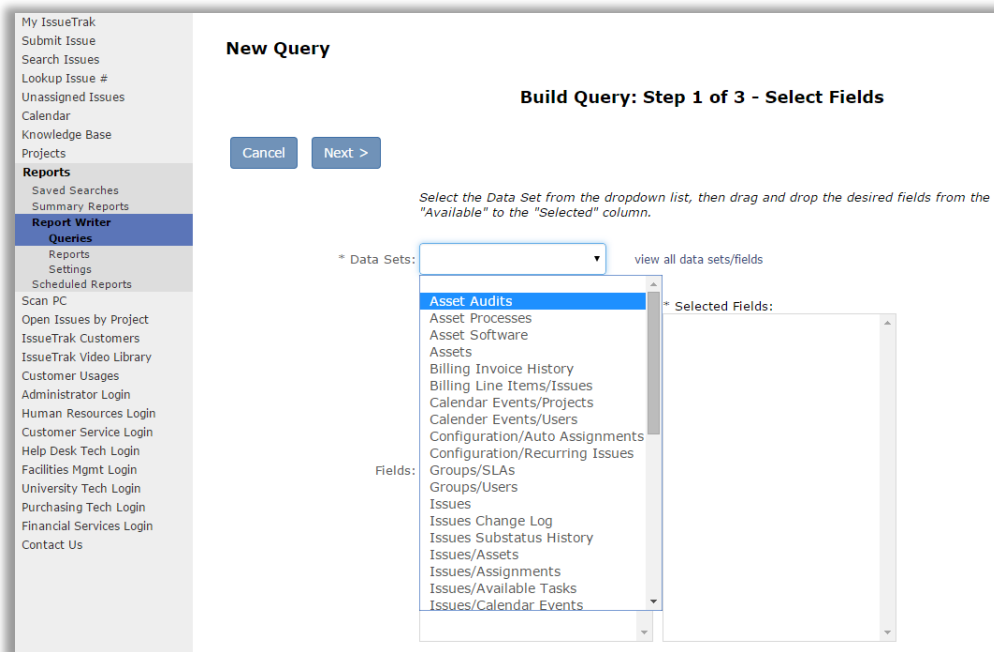 My IssueTrak
Submit Issue
Search Issues
Lookup Issue #
Unassigned Issues
Calendar
Knowledge Base
Projects
Reports
Saved Searches
Summary Reports
Report Writer
Queries
Reports
Settings
Scheduled Reports
Scan PC
Open Issues by Project
IssueTrak Customers
IssueTrak Video Library
Customer Usages
Administrator Login
Human Resources Login
Customer Service Login
Help Desk Tech Login
Facilities Mgmt Login
University Tech Login
Purchasing Tech Login
Financial Services Login
Contact Us
New Query
Build Query: Step 1 of 3 - Select Fields
Cancel
Next >
Select the Data Set from the dropdown list, then drag and drop the desired fields from the
"Available" to the "Selected" column.
* Data Sets:
view all data sets/fields
Asset Audits
Asset Processes
Asset Software
Assets
Billing Invoice History
Billing Line Items/Issues
Calendar Events/Projects
Calender Events/Users
Configuration/Auto Assignments
Configuration/Recurring Issues
Groups/SLAs
Groups/Users
Issues
Issues Change Log
Issues Substatus History
Issues/Assets
Issues/Assignments
Issues/Available Tasks
Issues/Calendar Events
Fields:
* Selected Fields: